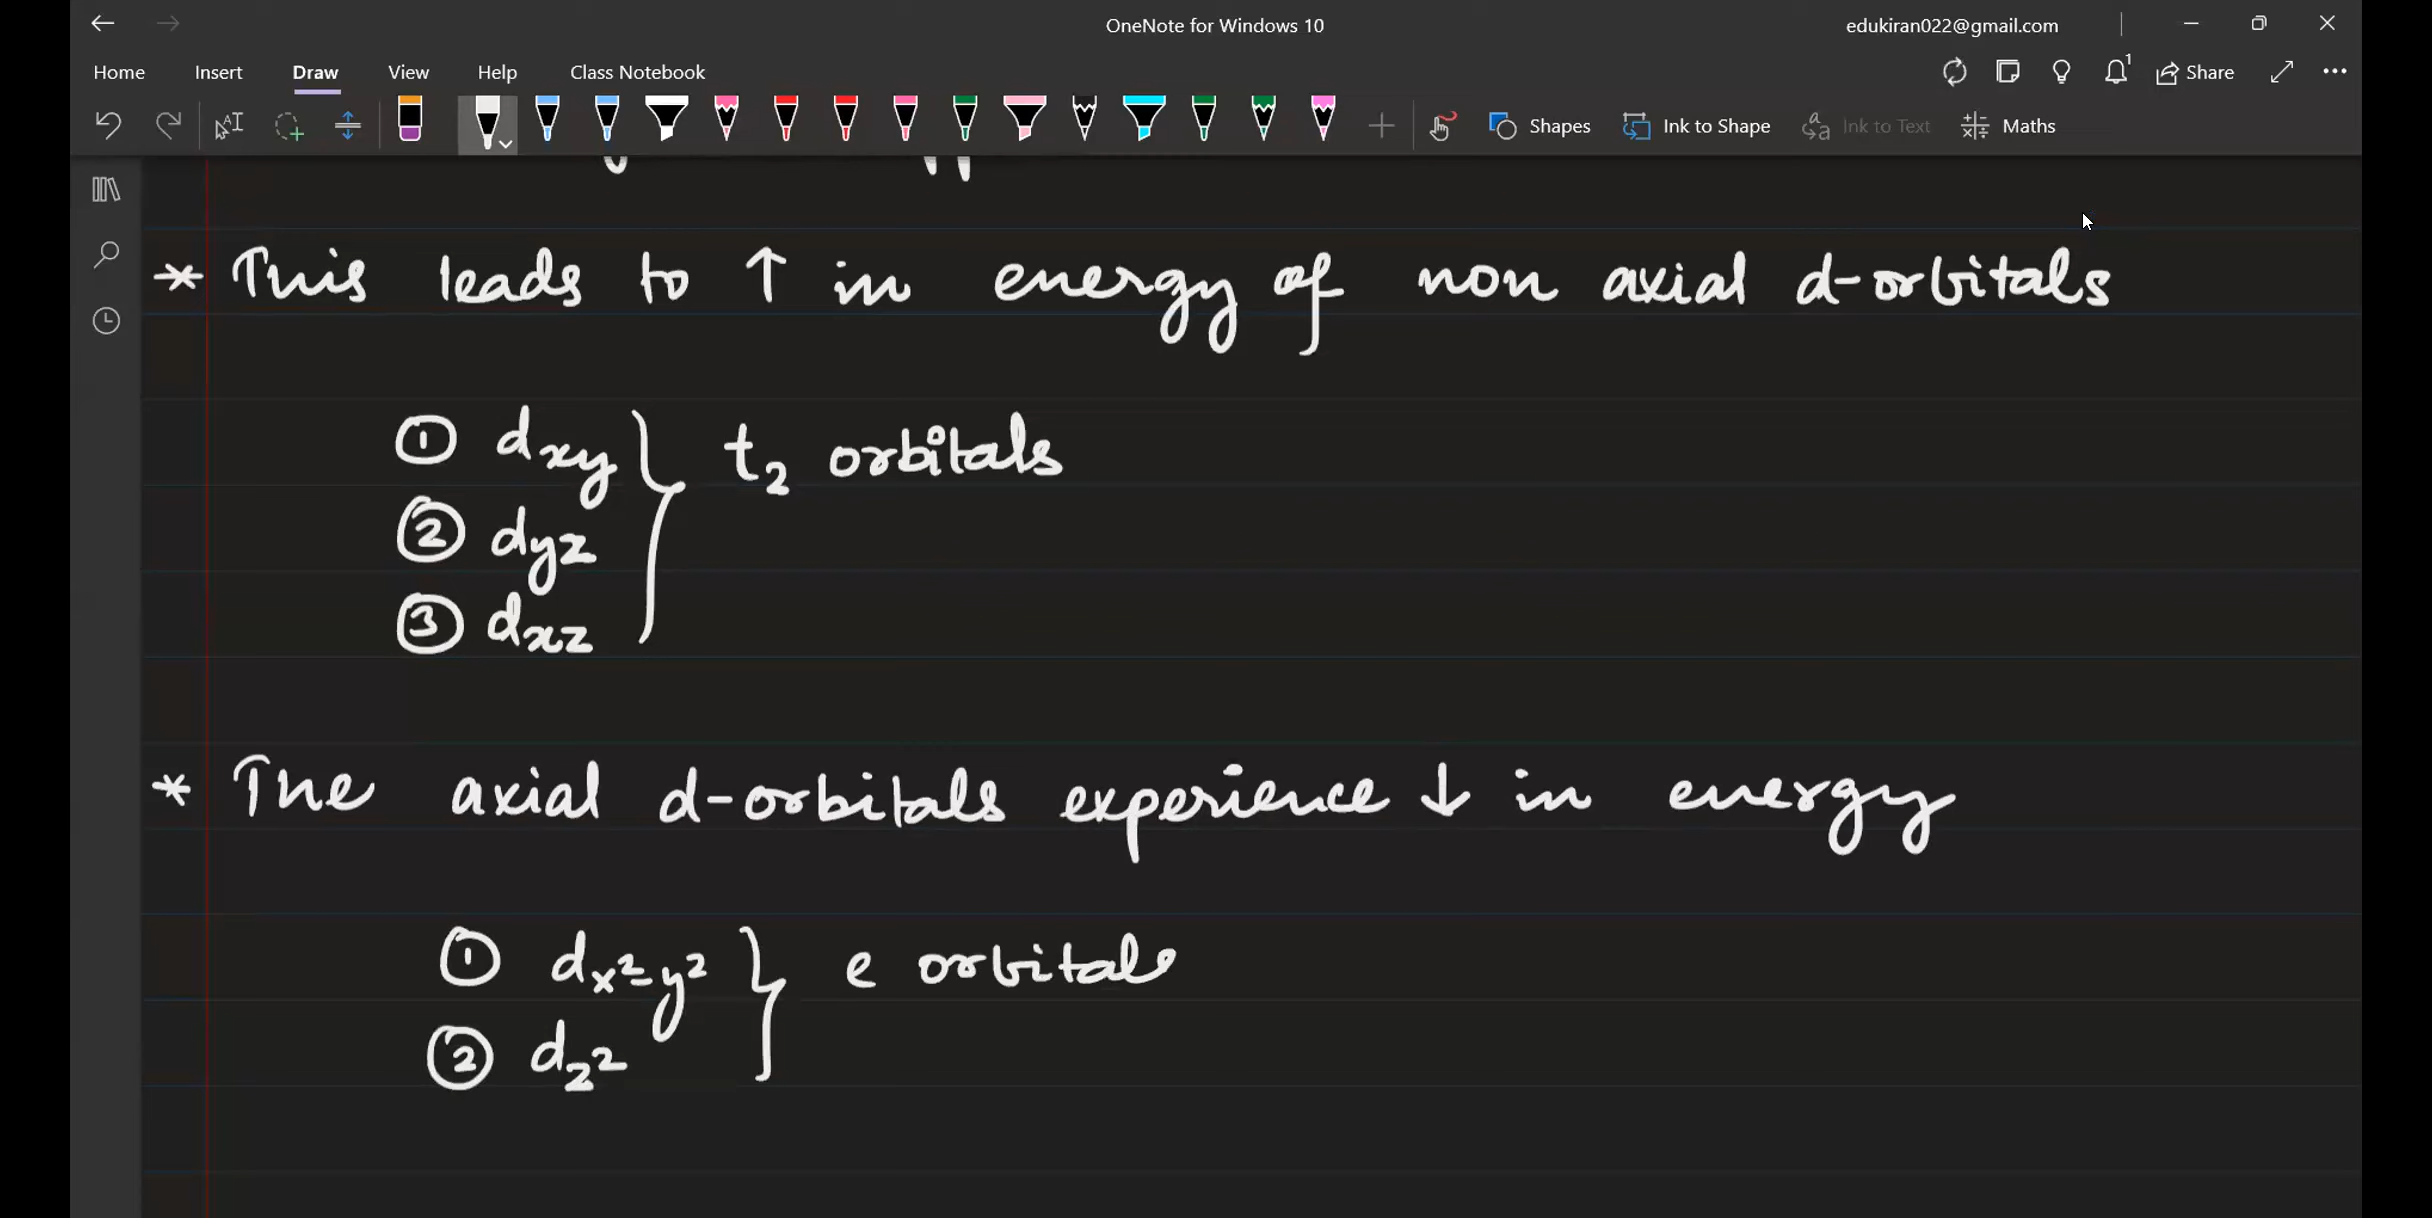 OneNote for Windows 10
edukiran022@gmail.com
Home Insert Draw View Help Class Notebook
1 Share
Shapes Ink to Shape Ink to Text Maths
* This leads to ↑ in energy of non axial d-orbitals
① dxy } t₂ orbitals
② dyz
③ dxz
* The axial d-orbitals experience ↓ in energy
① dx²-y² } e orbitals
② dz²